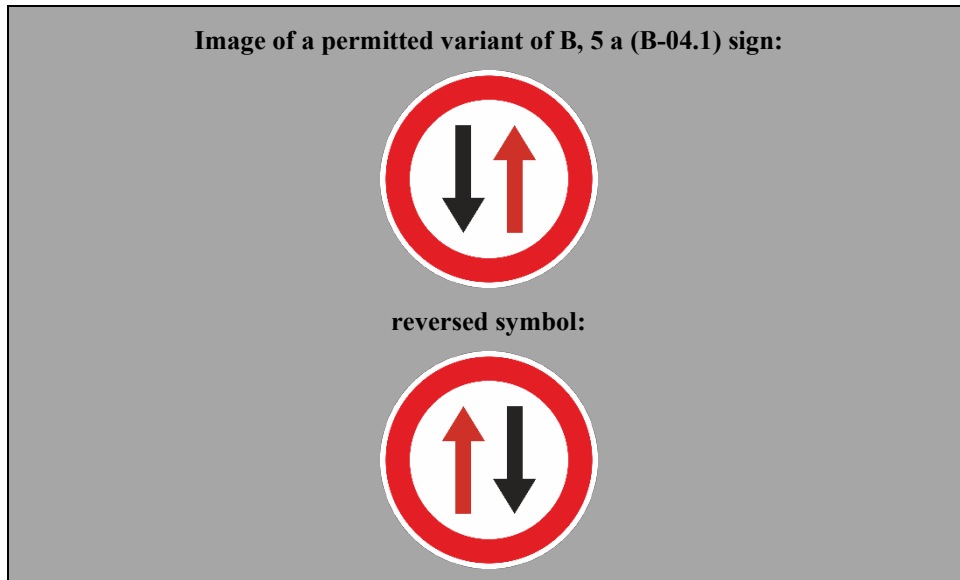 Image of a permitted variant of B, 5 a (B-04.1) sign:
reversed symbol: